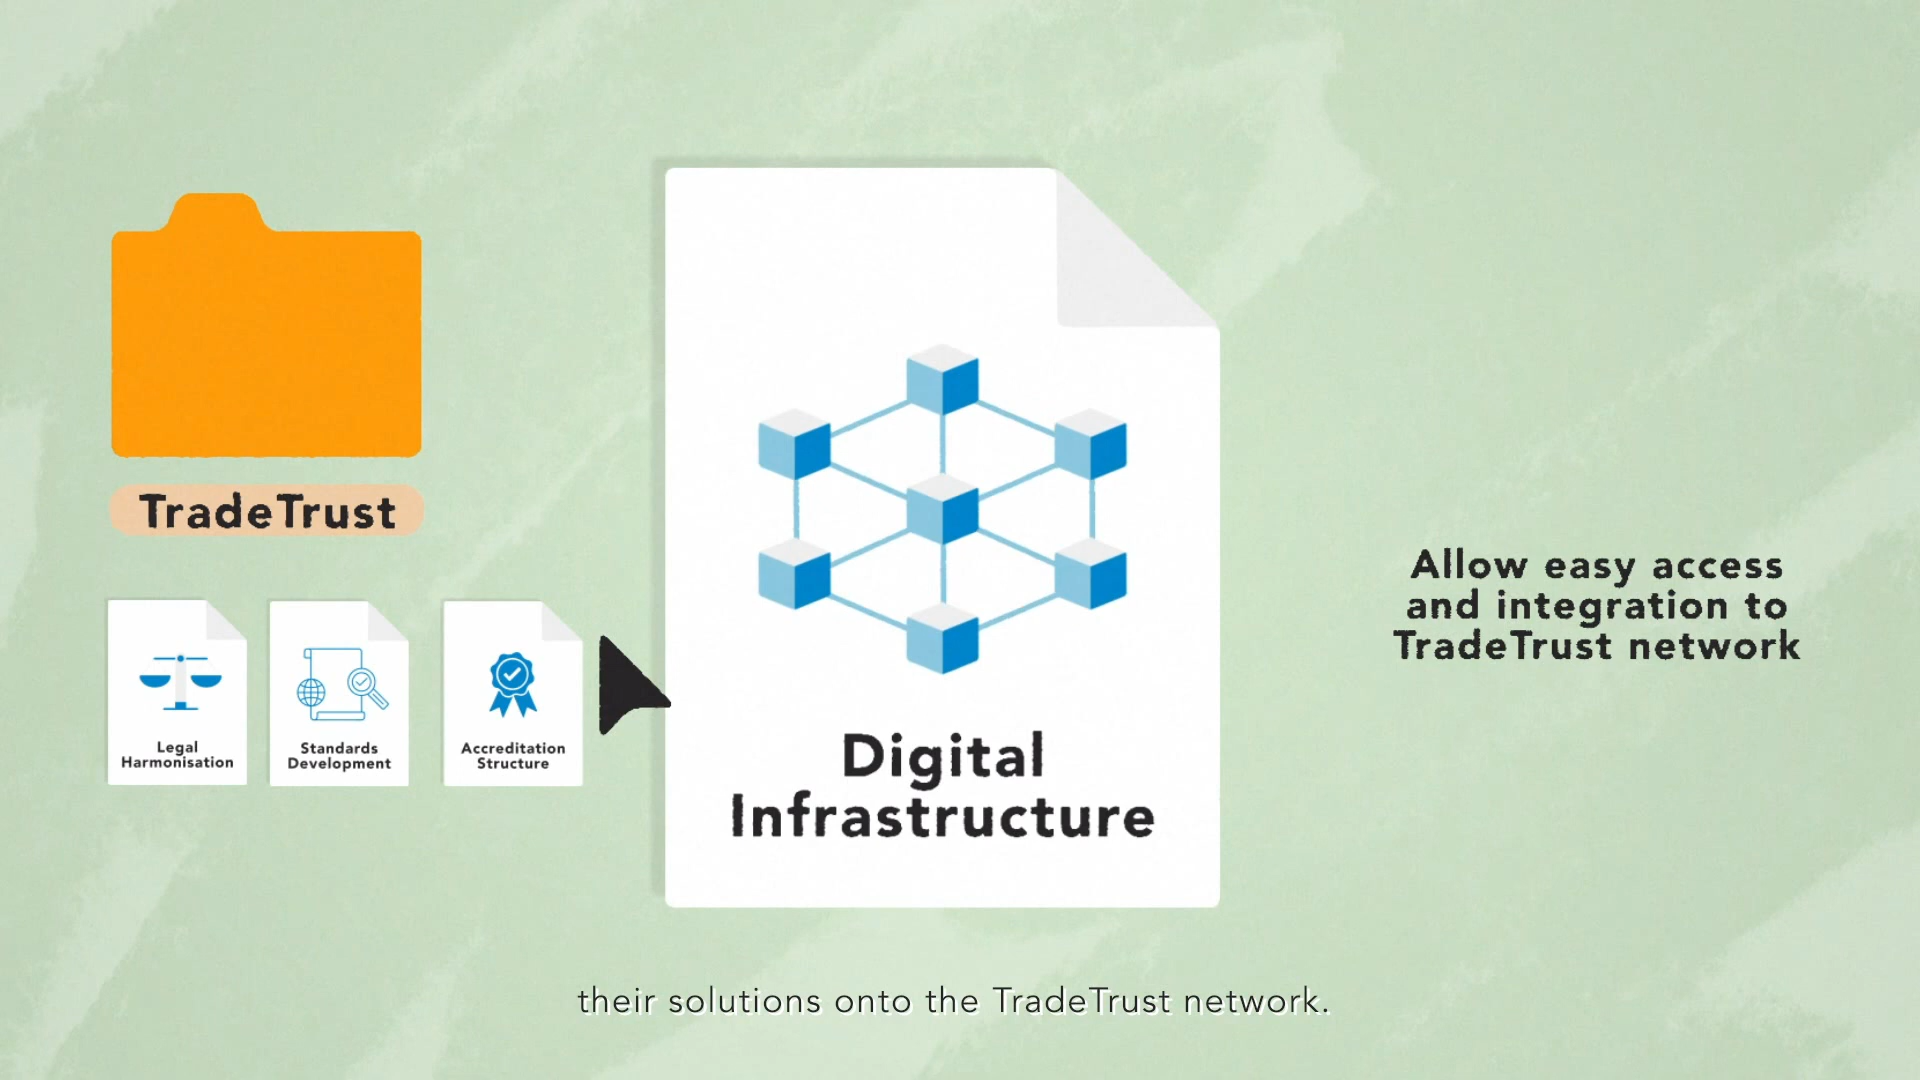 TradeTrust
Legal
Harmonisation
Standards
Development
Accreditation
Structure
Digital
Infrastructure
Allow easy access
and integration to
TradeTrust network
their solutions onto the TradeTrust network.